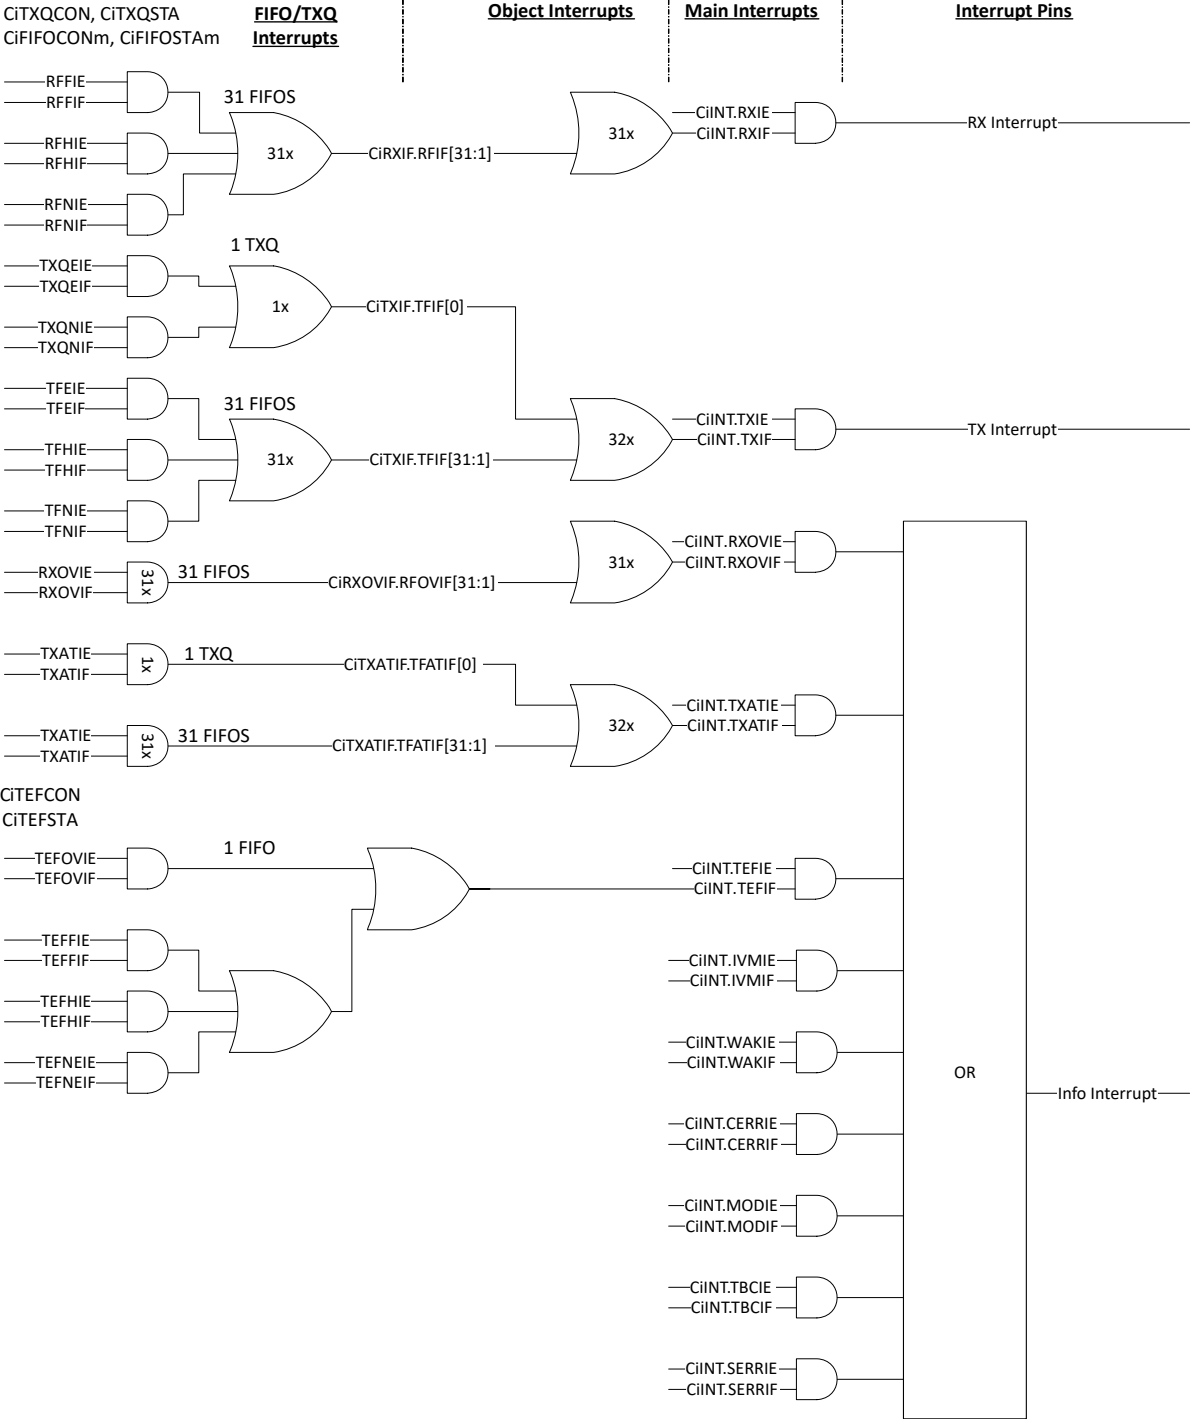 CiTXQCON, CiTXQSTA
CiFIFOCONm, CiFIFOSTAm
FIFO/TXQ
Interrupts
Object Interrupts
Main Interrupts
Interrupt Pins
RFFIE
RFFIF
RFHIE
RFHIF
RFNIE
RFNIF
31 FIFOS
31x
CiRXIF.RFIF[31:1]
31x
CiINT.RXIE
CiINT.RXIF
RX Interrupt
TXQEIE
TXQEIF
TXQNIE
TXQNIF
1 TXQ
1x
CiTXIF.TFIF[0]
TFEIE
TFEIF
TFHIE
TFHIF
TFNIE
TFNIF
31 FIFOS
31x
CiTXIF.TFIF[31:1]
32x
CiINT.TXIE
CiINT.TXIF
TX Interrupt
RXOVIE
RXOVIF
31x
31 FIFOS
CiRXOVIF.RFOVIF[31:1]
31x
CiINT.RXOVIE
CiINT.RXOVIF
TXATIE
TXATIF
1x
1 TXQ
CiTXATIF.TFATIF[0]
TXATIE
TXATIF
31x
31 FIFOS
CiTXATIF.TFATIF[31:1]
32x
CiINT.TXATIE
CiINT.TXATIF
CiTEFCON
CiTEFSTA
TEFOVIE
TEFOVIF
1 FIFO
TEFFIE
TEFFIF
TEFHIE
TEFHIF
TEFNEIE
TEFNEIF
CiINT.TEFIE
CiINT.TEFIF
CiINT.IVMIE
CiINT.IVMIF
CiINT.WAKIE
CiINT.WAKIF
CiINT.CERRIE
CiINT.CERRIF
CiINT.MODIE
CiINT.MODIF
CiINT.TBCIE
CiINT.TBCIF
CiINT.SERRIE
CiINT.SERRIF
OR
Info Interrupt